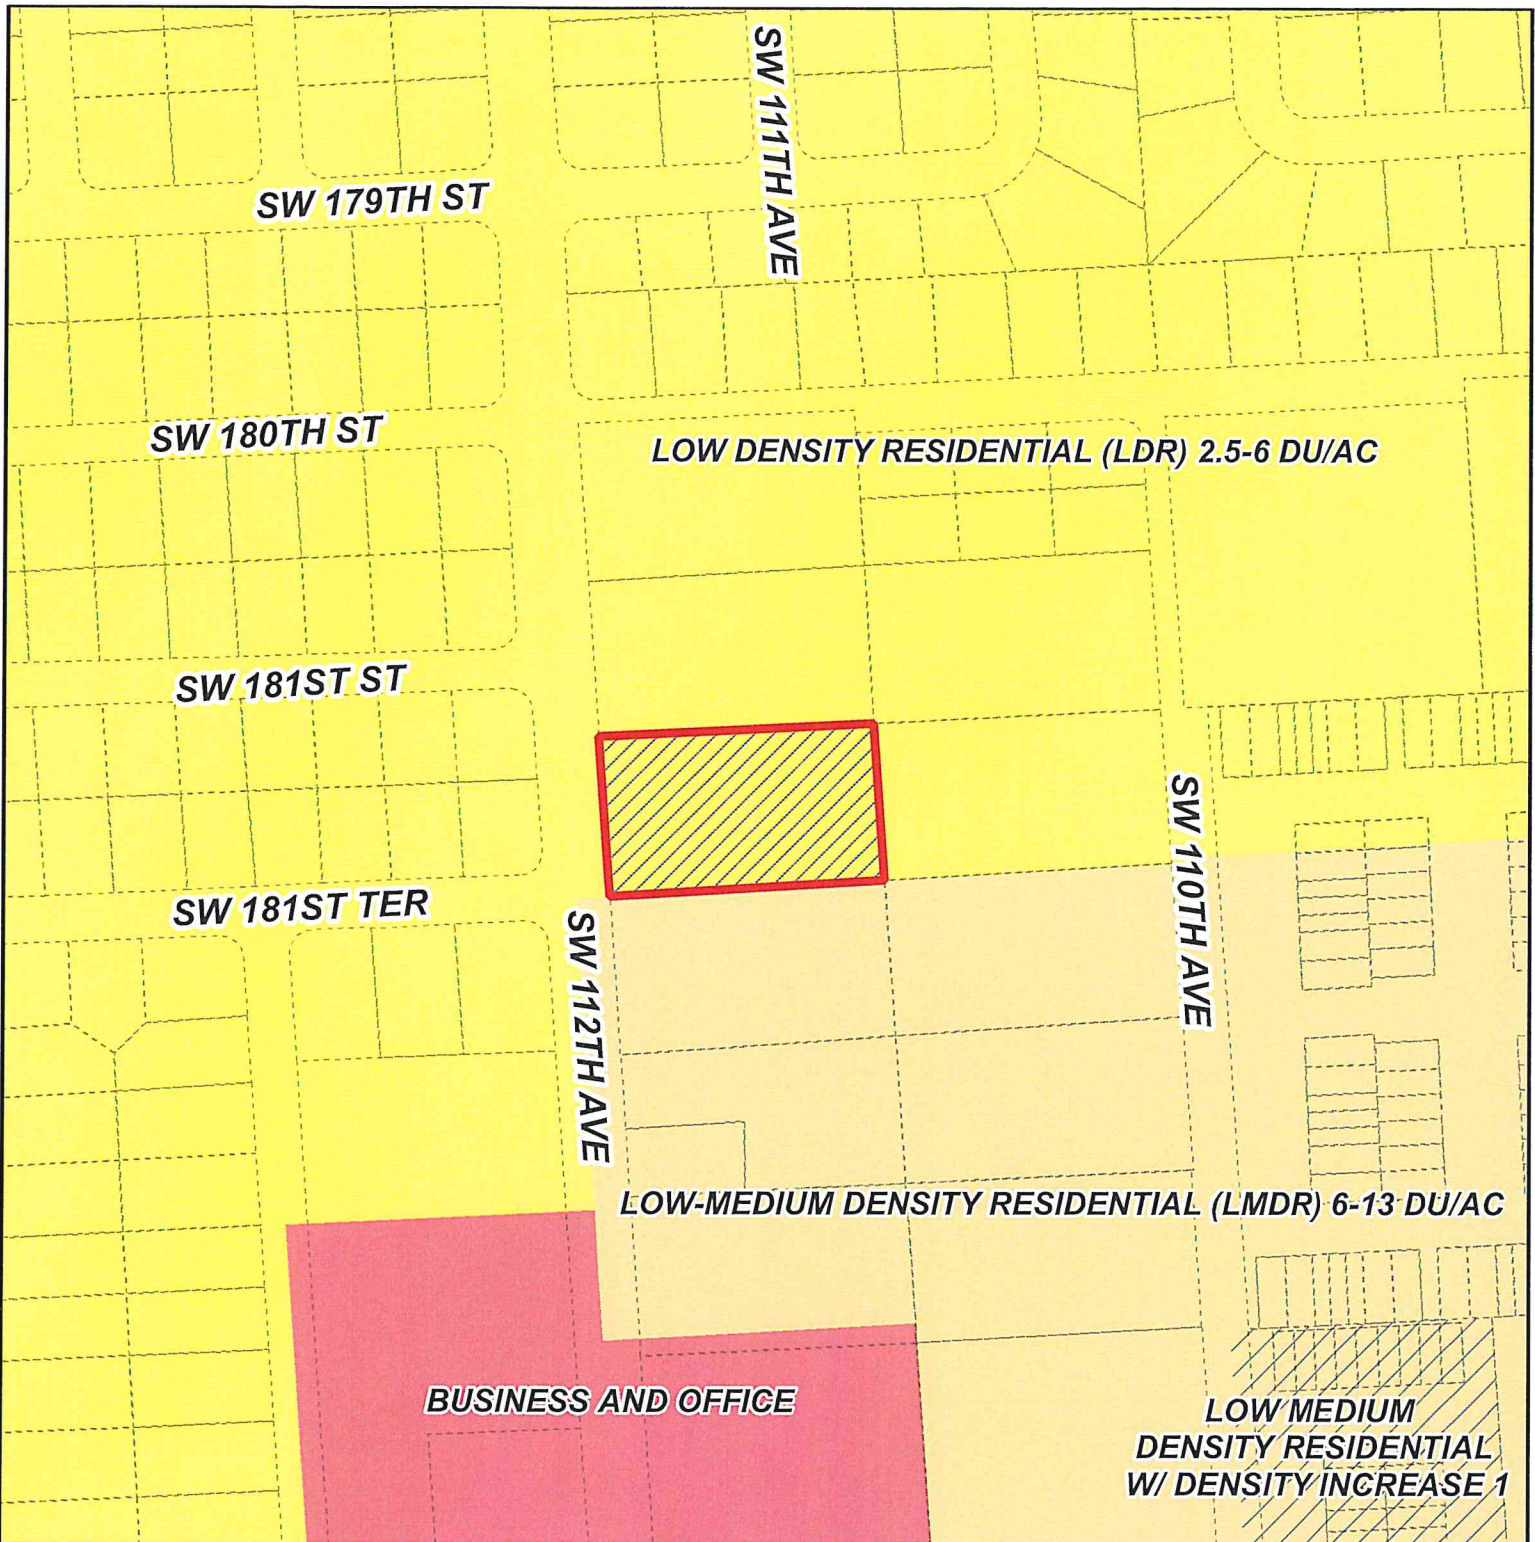 SW 111TH AVE
SW 179TH ST
SW 180TH ST
LOW DENSITY RESIDENTIAL (LDR) 2.5-6 DU/AC
SW 181ST ST
SW 110TH AVE
SW 181ST TER
SW 112TH AVE
LOW-MEDIUM DENSITY RESIDENTIAL (LMDR) 6-13 DU/AC
BUSINESS AND OFFICE
LOW MEDIUM
DENSITY RESIDENTIAL
W/ DENSITY INCREASE 1